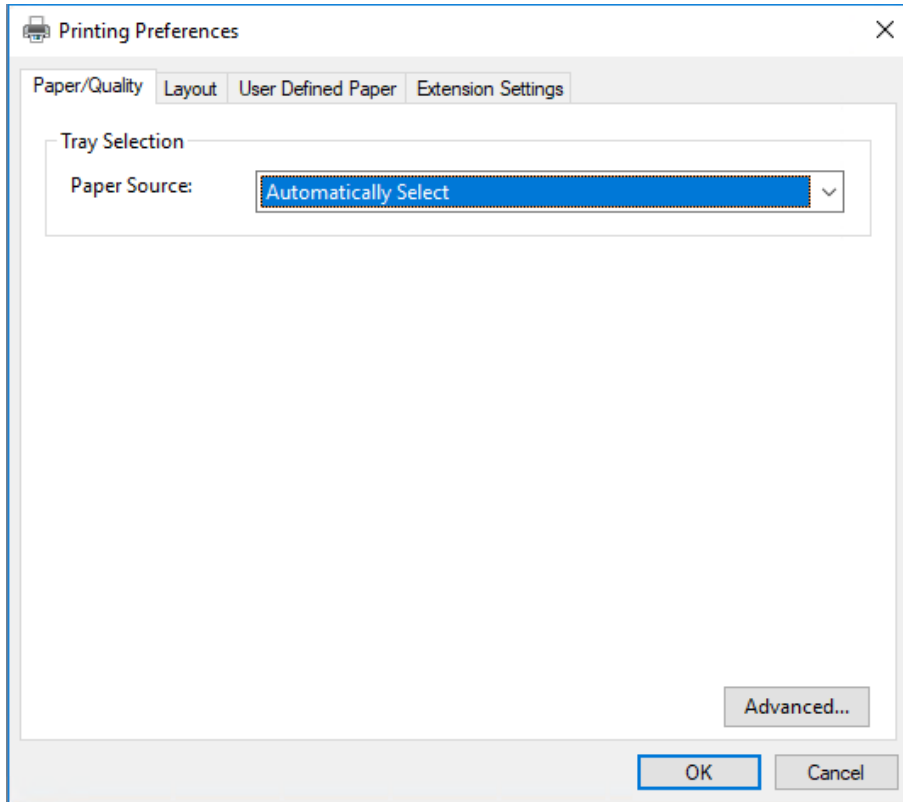 Printing Preferences
Paper/Quality Layout User Defined Paper Extension Settings
Tray Selection
Paper Source: Automatically Select
Advanced...
OK Cancel